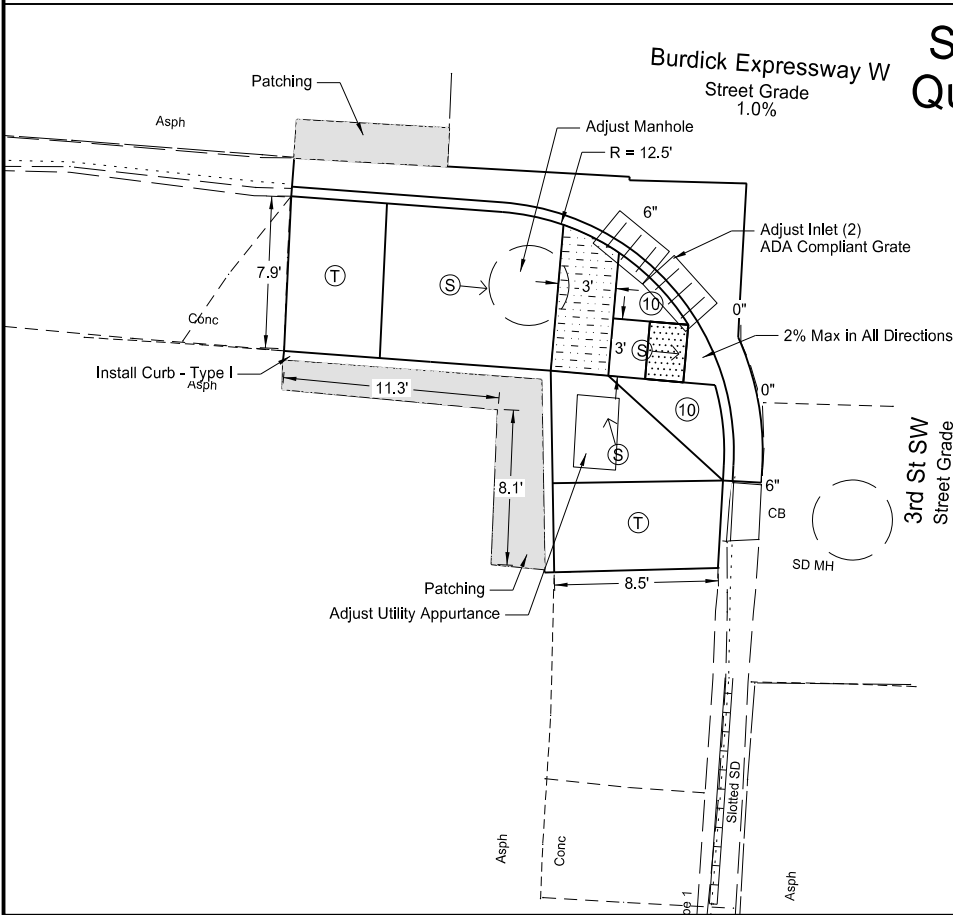 S
Qu
Burdick Expressway W
Street Grade
1.0%
Patching
Asph
Adjust Manhole
R = 12.5'
6"
Adjust Inlet (2)
ADA Compliant Grate
7.9'
T
S
3'
10
0"
Conc
3'
S
2% Max in All Directions
Install Curb - Type I
Asph
11.3'
10
0"
S
3rd St SW
Street Grade
8.1'
6"
CB
T
SD MH
Patching
8.5'
Adjust Utility Appurtance
Slotted SD
Asph
Conc
Asph
pe 1